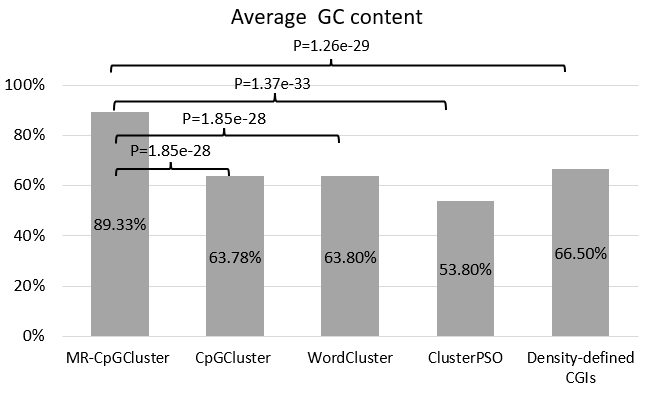 Average GC content
P=1.26e-29
P=1.37e-33
P=1.85e-28
P=1.85e-28
100%
80%
60%
40%
20%
0%
89.33%
63.78%
63.80%
53.80%
66.50%
MR-CpGCluster
CpGCluster
WordCluster
ClusterPSO
Density-defined
CGIs